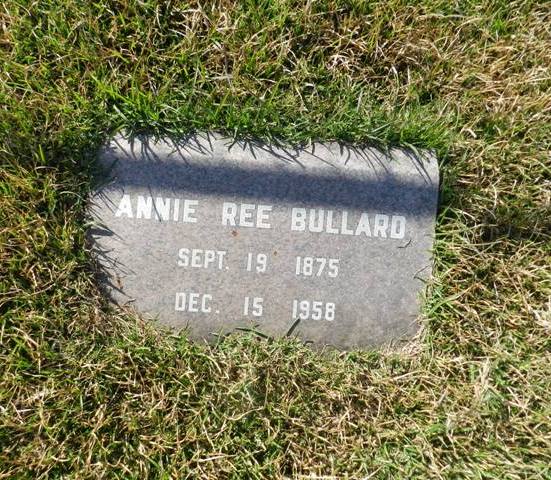 ANNIE REE BULLARD
SEPT. 19 1875
DEC. 15 1958